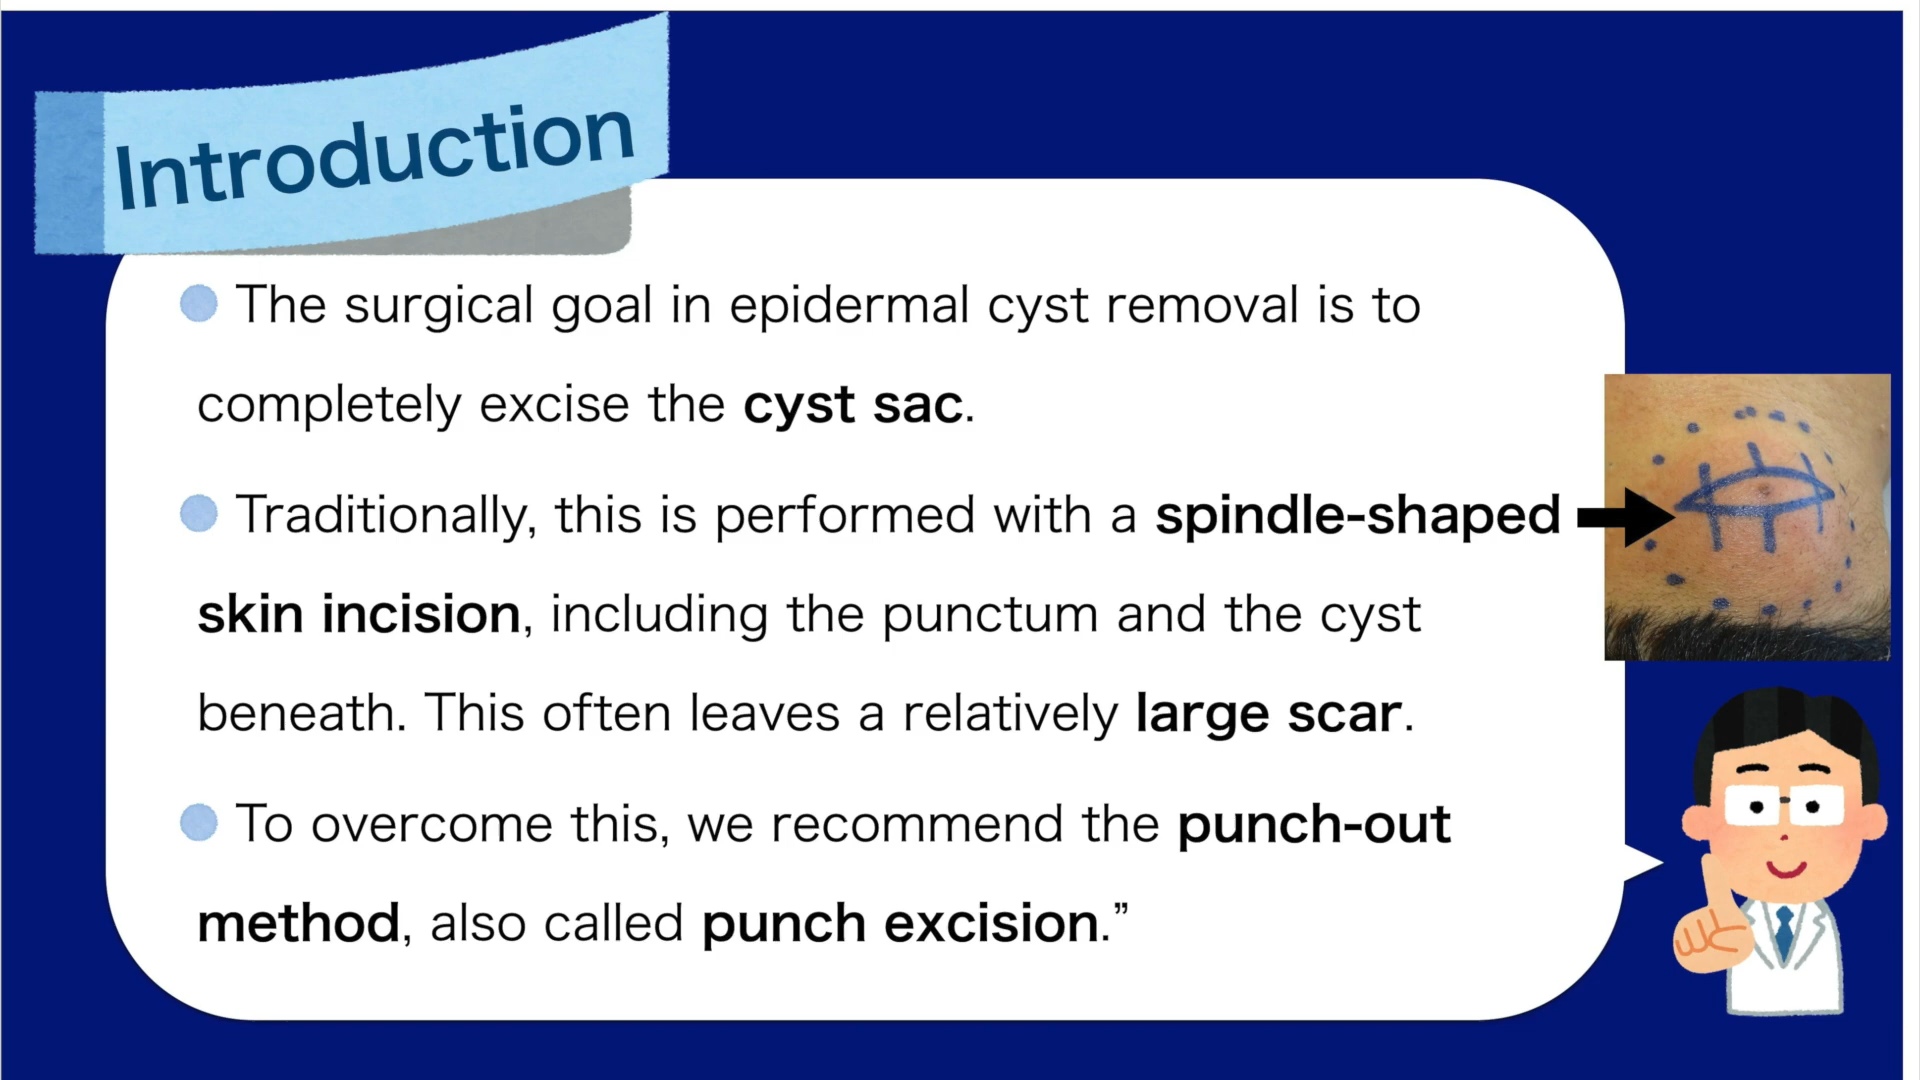 Introduction
The surgical goal in epidermal cyst removal is to
completely excise the cyst sac.
Traditionally, this is performed with a spindle-shaped
skin incision, including the punctum and the cyst
beneath. This often leaves a relatively large scar.
To overcome this, we recommend the punch-out
method, also called punch excision.”